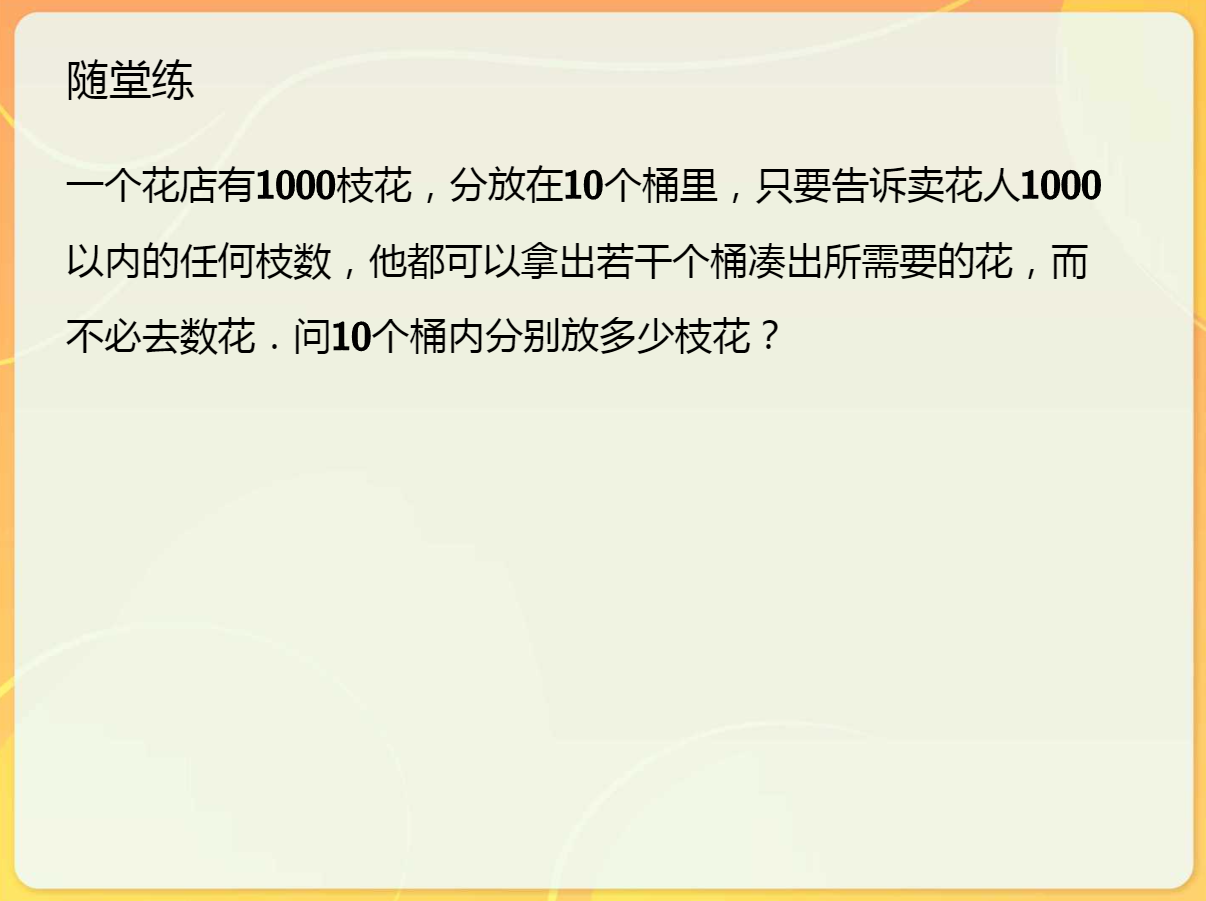 随堂练
一个花店有1000枝花，分放在10个桶里，只要告诉卖花人1000
以内的任何枝数，他都可以拿出若干个桶凑出所需要的花，而
不必去数花．问10个桶内分别放多少枝花？